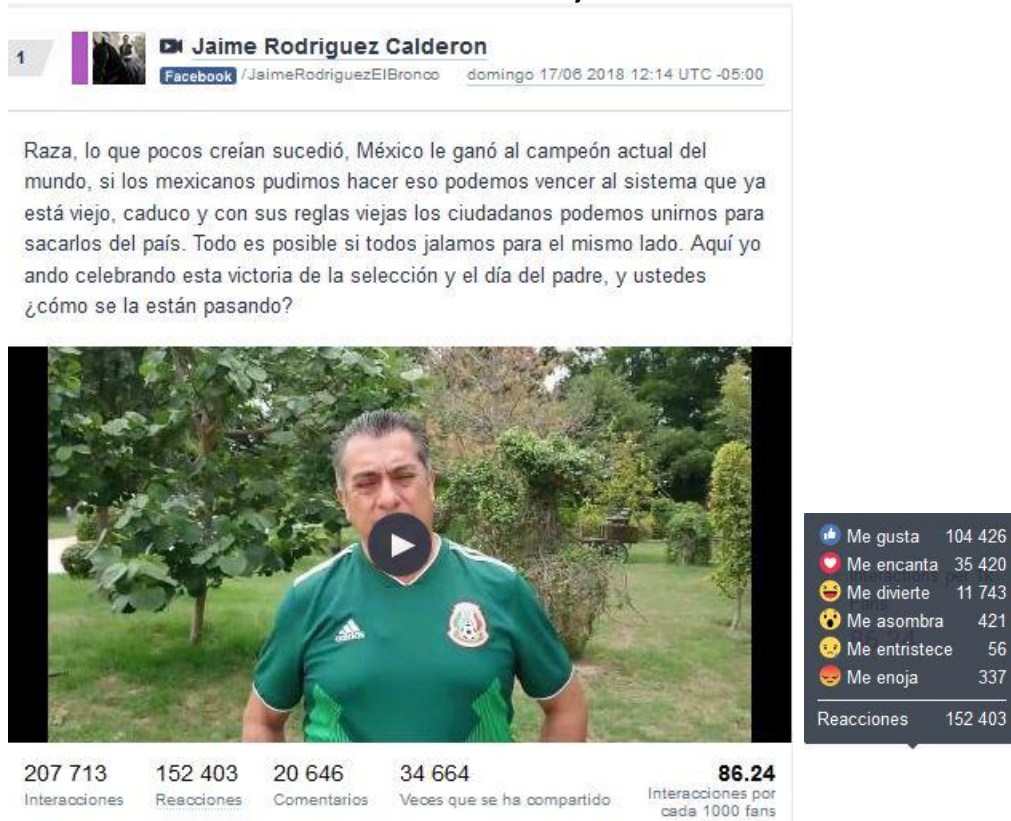 1
Jaime Rodriguez Calderon
Facebook /JaimeRodriguezElBronco domingo 17/06 2018 12:14 UTC -05:00
Raza, lo que pocos creían sucedió, México le ganó al campeón actual del
mundo, si los mexicanos pudimos hacer eso podemos vencer al sistema que ya
está viejo, caduco y con sus reglas viejas los ciudadanos podemos unirnos para
sacarlos del país. Todo es posible si todos jalamos para el mismo lado. Aquí yo
ando celebrando esta victoria de la selección y el día del padre, y ustedes
¿cómo se la están pasando?
adidas
Me gusta 104 426
Me encanta 35 420
Me divierte 11 743
Me asombra 421
Me entristece 56
Me enoja 337
Reacciones 152 403
207 713 152 403 20 646 34 664 86.24
Interacciones Reacciones Comentarios Veces que se ha compartido Interacciones por
cada 1000 fans